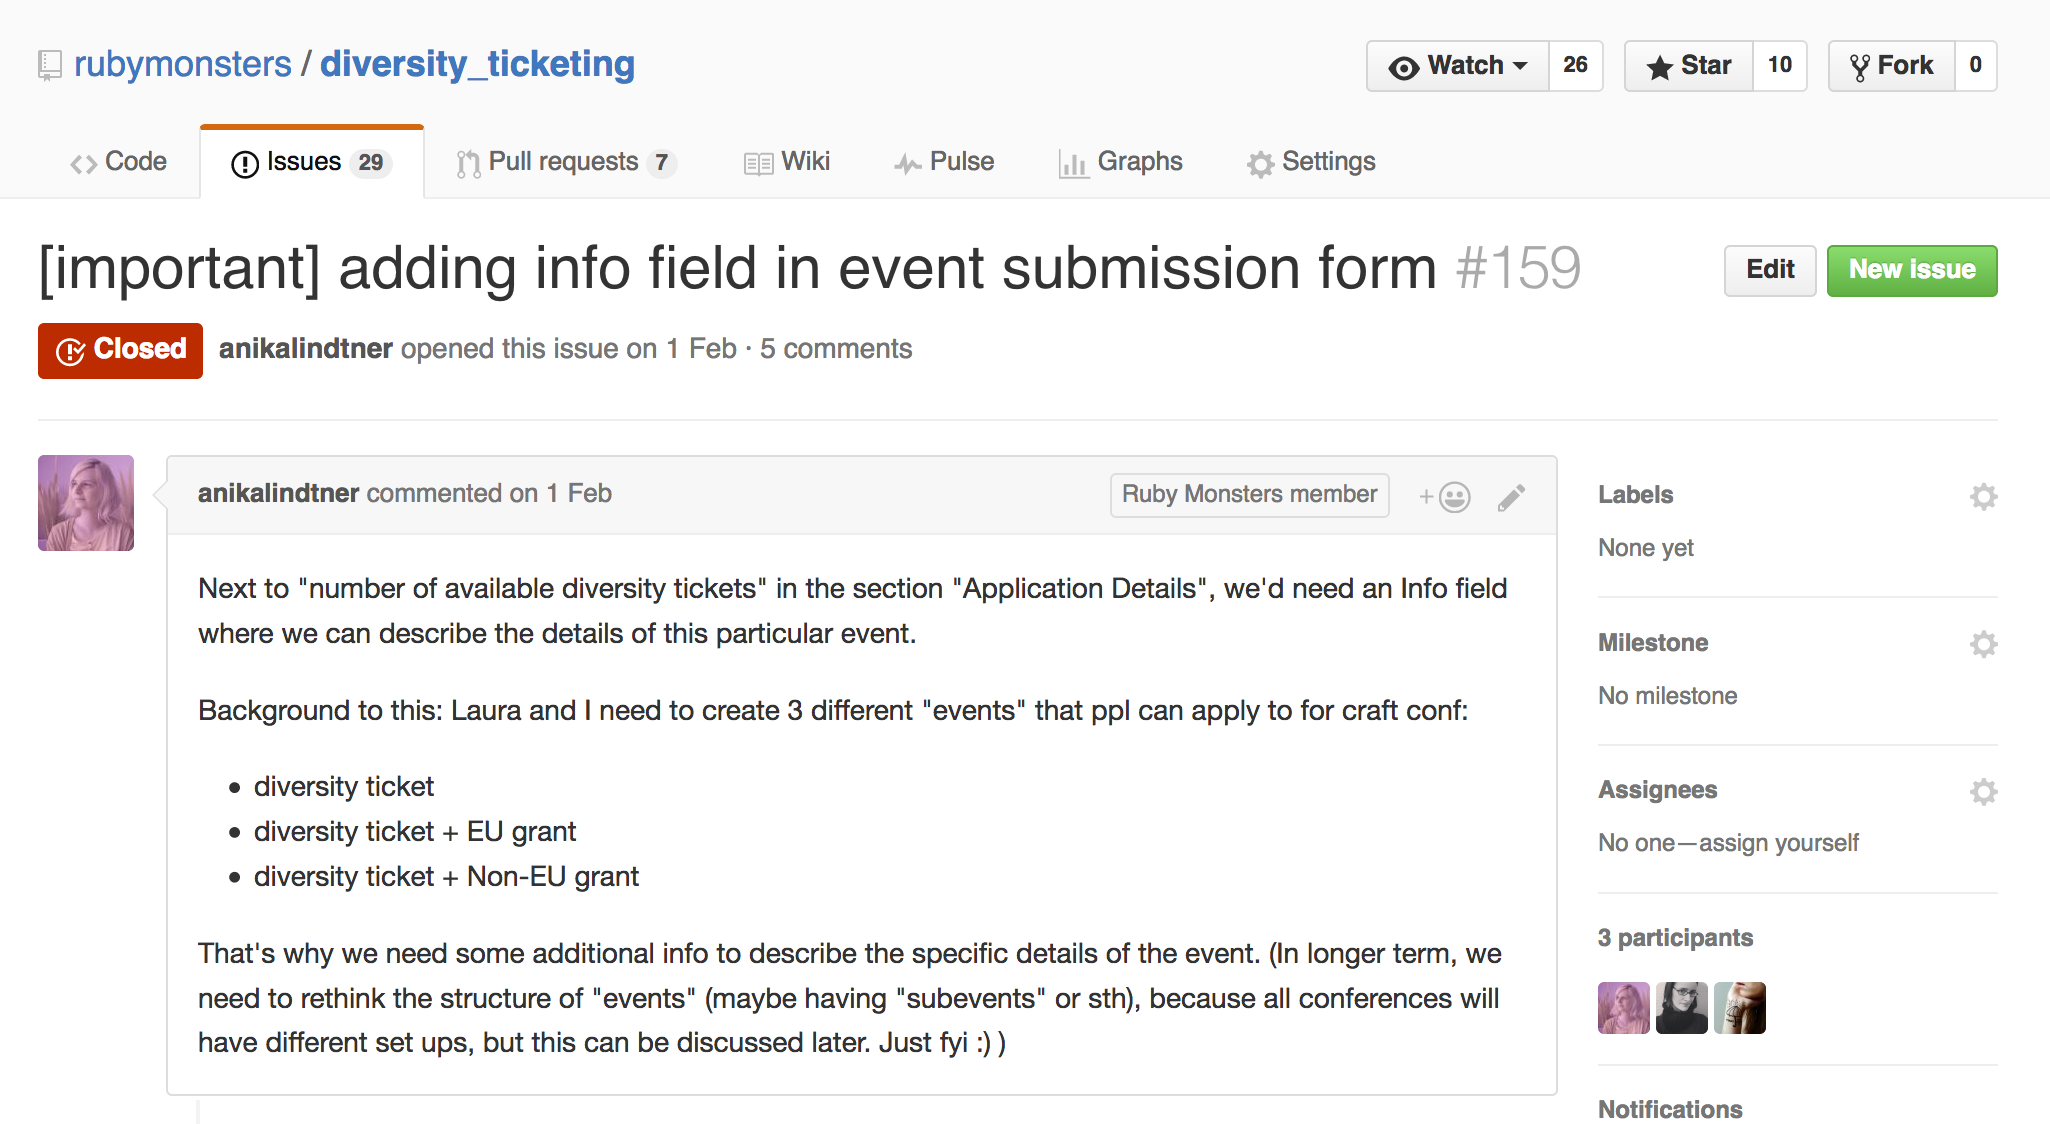 rubymonsters / diversity_ticketing
Watch 26
Star 10
Fork 0
Code
Issues 29
Pull requests 7
Wiki
Pulse
Graphs
Settings
[important] adding info field in event submission form #159
Edit
New issue
Closed
anikalindtner opened this issue on 1 Feb · 5 comments
anikalindtner commented on 1 Feb
Ruby Monsters member
Next to "number of available diversity tickets" in the section "Application Details", we'd need an Info field
where we can describe the details of this particular event.
Background to this: Laura and I need to create 3 different "events" that ppl can apply to for craft conf:
• diversity ticket
• diversity ticket + EU grant
• diversity ticket + Non-EU grant
That's why we need some additional info to describe the specific details of the event. (In longer term, we
need to rethink the structure of "events" (maybe having "subevents" or sth), because all conferences will
have different set ups, but this can be discussed later. Just fyi :) )
Labels
None yet
Milestone
No milestone
Assignees
No one—assign yourself
3 participants
Notifications